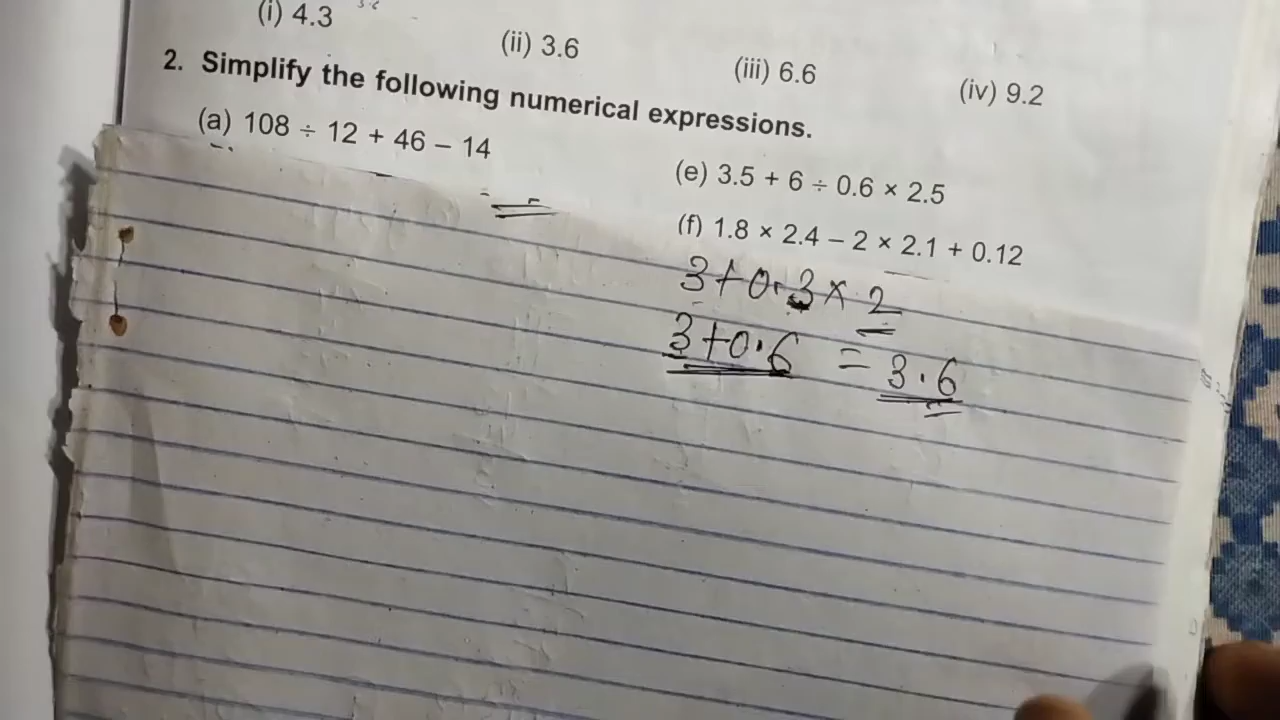 (i) 4.3 (ii) 3.6 (iii) 6.6 (iv) 9.2
2. Simplify the following numerical expressions.
(a) 108 ÷ 12 + 46 – 14
(e) 3.5 + 6 ÷ 0.6 × 2.5
(f) 1.8 × 2.4 – 2 × 2.1 + 0.12
3+0.3×2
3+0.6 = 3.6